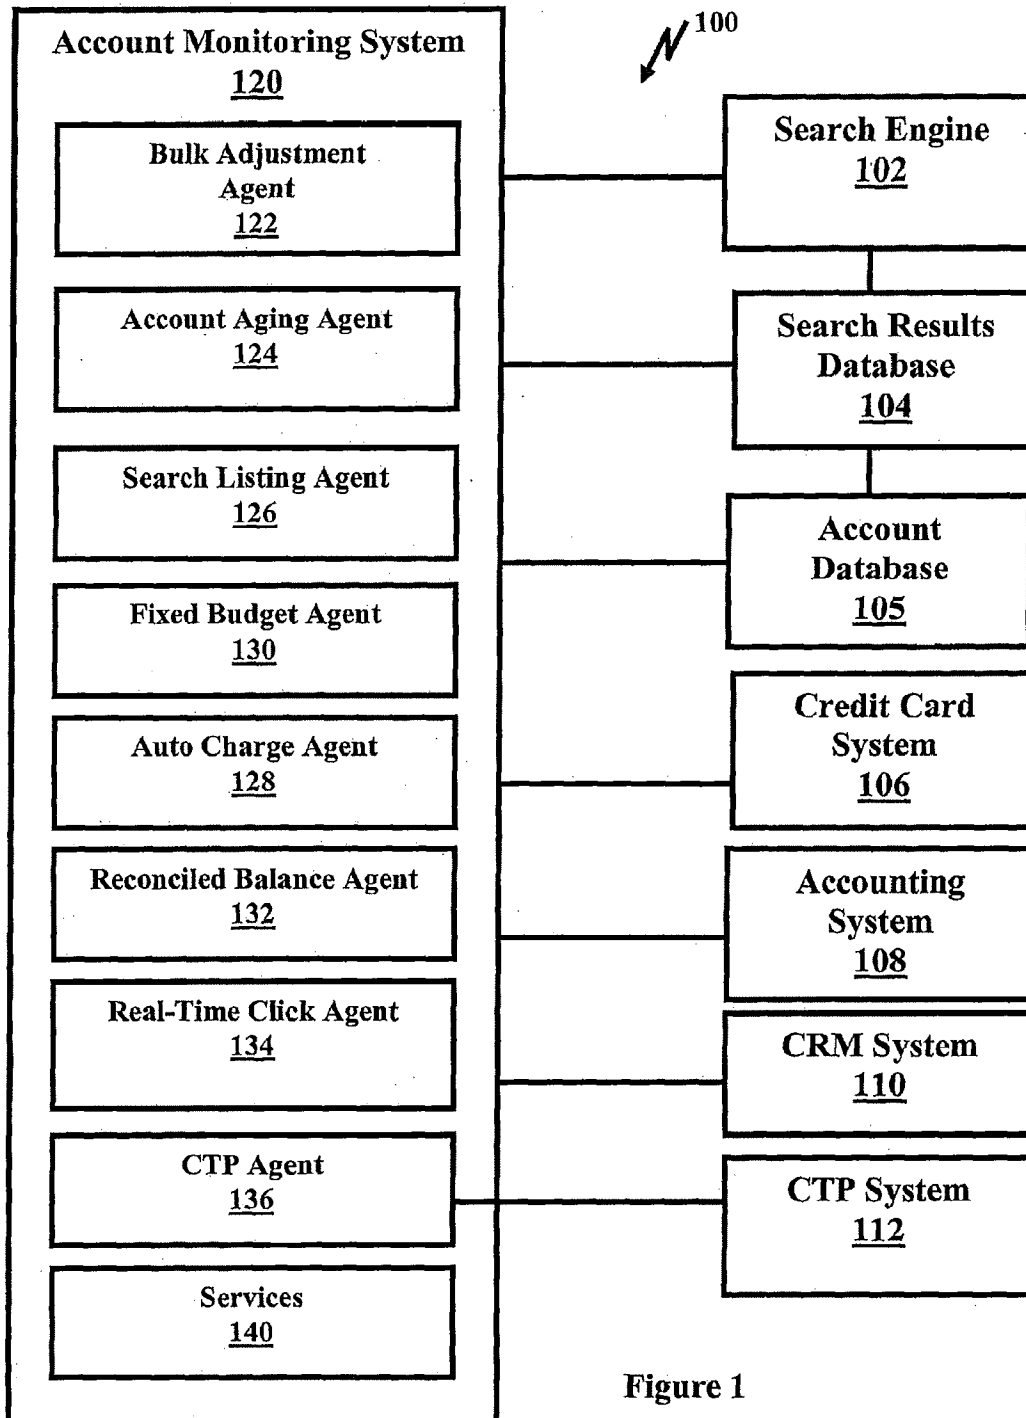 Account Monitoring System
120
Bulk Adjustment
Agent
122
Account Aging Agent
124
Search Listing Agent
126
Fixed Budget Agent
130
Auto Charge Agent
128
Reconciled Balance Agent
132
Real-Time Click Agent
134
CTP Agent
136
Services
140
100
Search Engine
102
Search Results
Database
104
Account
Database
105
Credit Card
System
106
Accounting
System
108
CRM System
110
CTP System
112
Figure 1